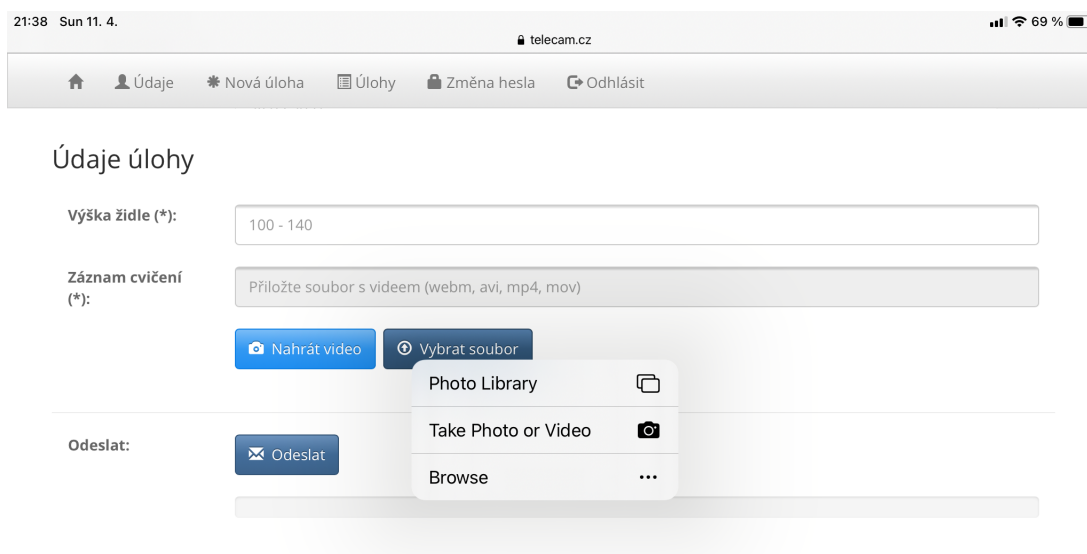 21:38 Sun 11. 4.
69 %
telecam.cz
Údaje
Nová úloha
Úlohy
Změna hesla
Odhlásit
Údaje úlohy
Výška židle (*):
100 - 140
Záznam cvičení
(*):
Přiložte soubor s videem (webm, avi, mp4, mov)
Nahrát video
Vybrat soubor
Photo Library
Take Photo or Video
Browse
Odeslat:
Odeslat